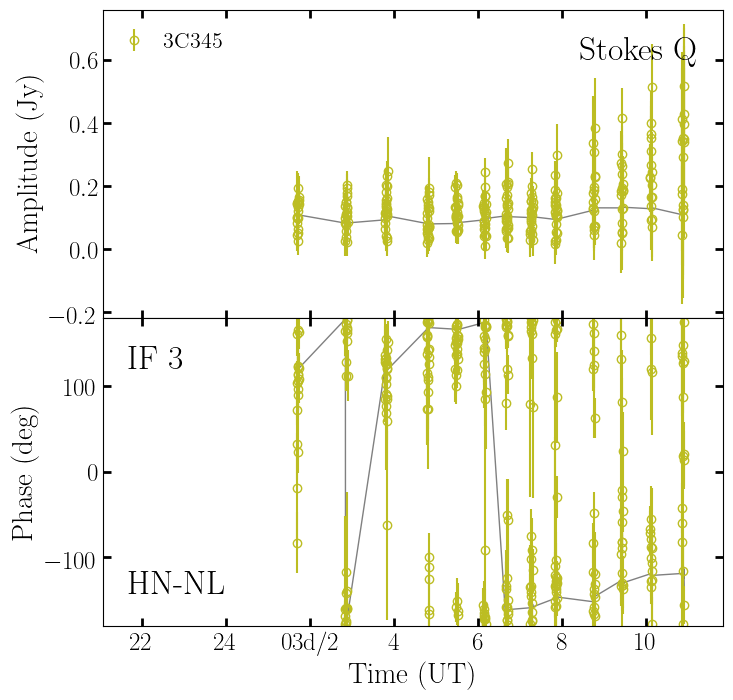 3C345
Stokes Q
0.6
0.4
0.2
0.0
−0.2
Amplitude (Jy)
IF 3
HN-NL
100
0
−100
Phase (deg)
22 24 03d/2 4 6 8 10
Time (UT)